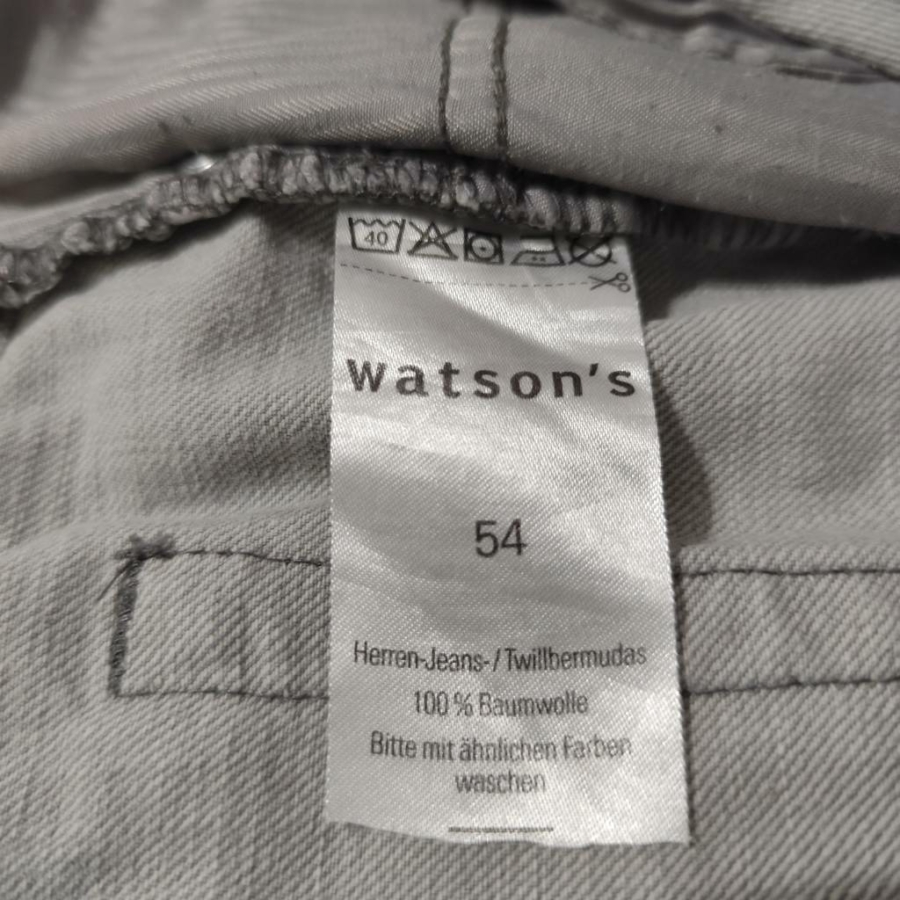 40
watson's
54
Herren-Jeans-/Twillbermudas
100 % Baumwolle
Bitte mit ähnlichen Farben
waschen